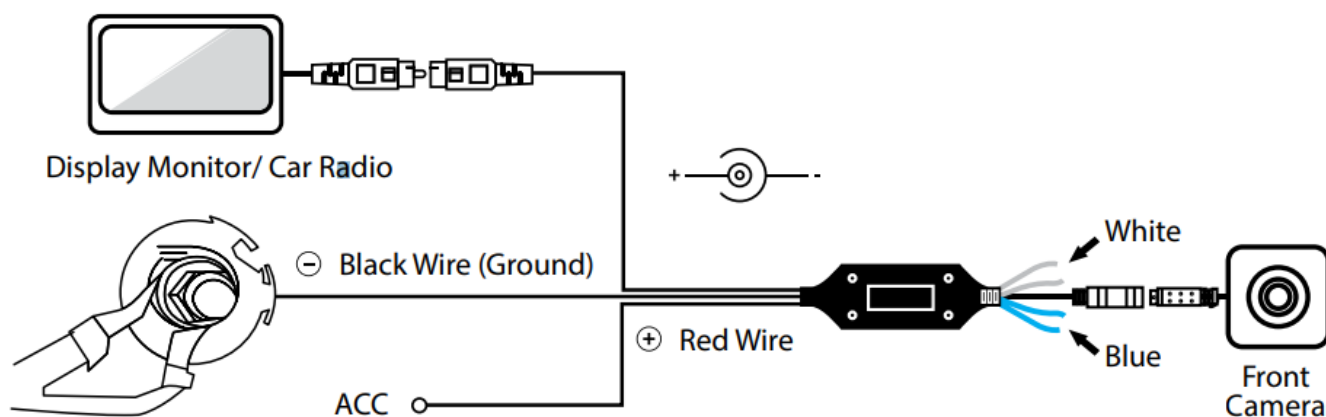 Display Monitor/ Car Radio
+ -
White
⊖ Black Wire (Ground)
⊕ Red Wire
Blue
ACC
Front
Camera